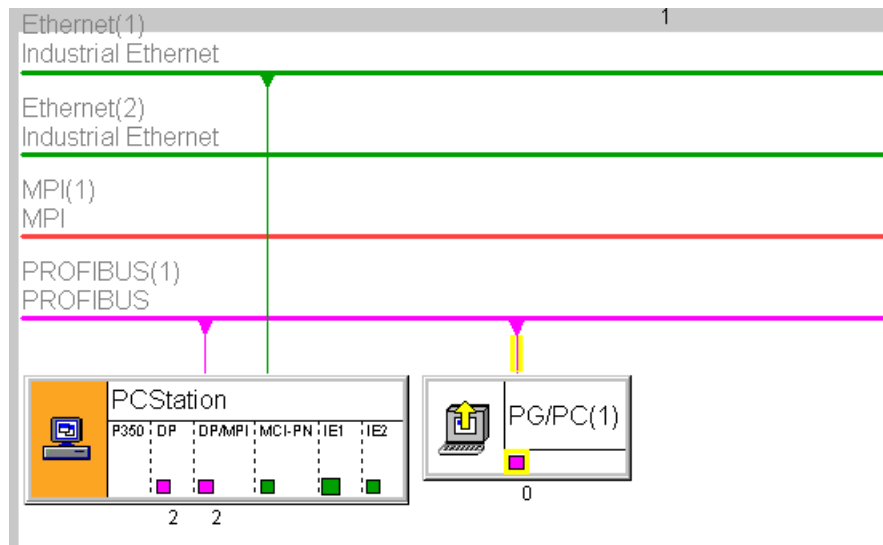 1
Ethernet(1)
Industrial Ethernet
Ethernet(2)
Industrial Ethernet
MPI(1)
MPI
PROFIBUS(1)
PROFIBUS
PCStation
P350 DP DP/MPI MCI-PN IE1 IE2
2 2
PG/PC(1)
0